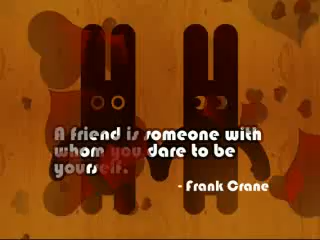 A friend is someone with
whom you dare to be
yourself.
- Frank Crane